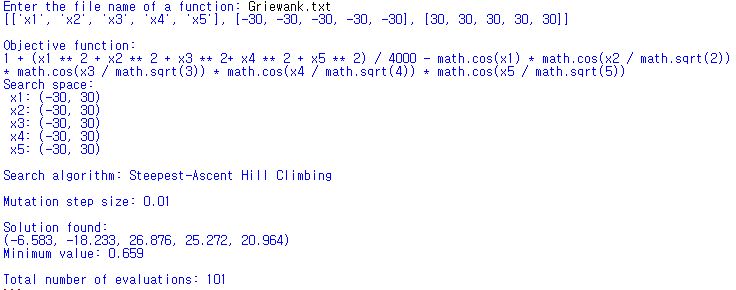 Enter the file name of a function: Griewank.txt
[['x1', 'x2', 'x3', 'x4', 'x5'], [-30, -30, -30, -30, -30], [30, 30, 30, 30, 30]]
Objective function:
1 + (x1 ** 2 + x2 ** 2 + x3 ** 2+ x4 ** 2 + x5 ** 2) / 4000 - math.cos(x1) * math.cos(x2 / math.sqrt(2))
* math.cos(x3 / math.sqrt(3)) * math.cos(x4 / math.sqrt(4)) * math.cos(x5 / math.sqrt(5))
Search space:
x1: (-30, 30)
x2: (-30, 30)
x3: (-30, 30)
x4: (-30, 30)
x5: (-30, 30)
Search algorithm: Steepest-Ascent Hill Climbing
Mutation step size: 0.01
Solution found:
(-6.583, -18.233, 26.876, 25.272, 20.964)
Minimum value: 0.659
Total number of evaluations: 101